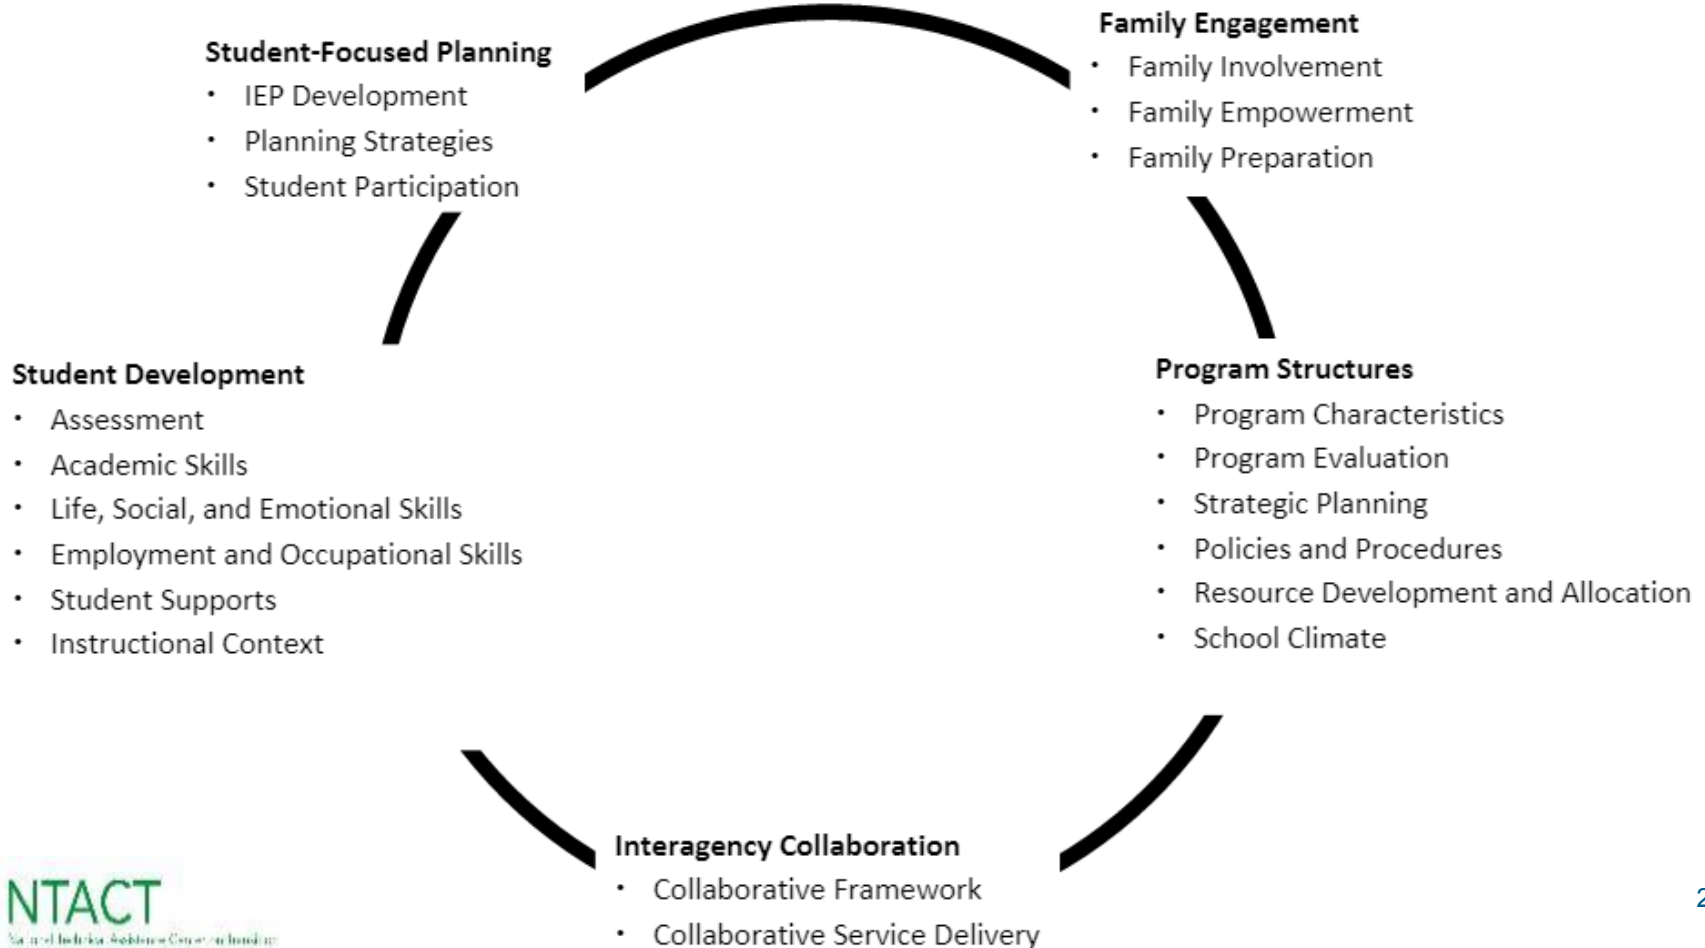 Student-Focused Planning
• IEP Development
• Planning Strategies
• Student Participation
Family Engagement
• Family Involvement
• Family Empowerment
• Family Preparation
Student Development
• Assessment
• Academic Skills
• Life, Social, and Emotional Skills
• Employment and Occupational Skills
• Student Supports
• Instructional Context
Program Structures
• Program Characteristics
• Program Evaluation
• Strategic Planning
• Policies and Procedures
• Resource Development and Allocation
• School Climate
Interagency Collaboration
• Collaborative Framework
• Collaborative Service Delivery
NTACT